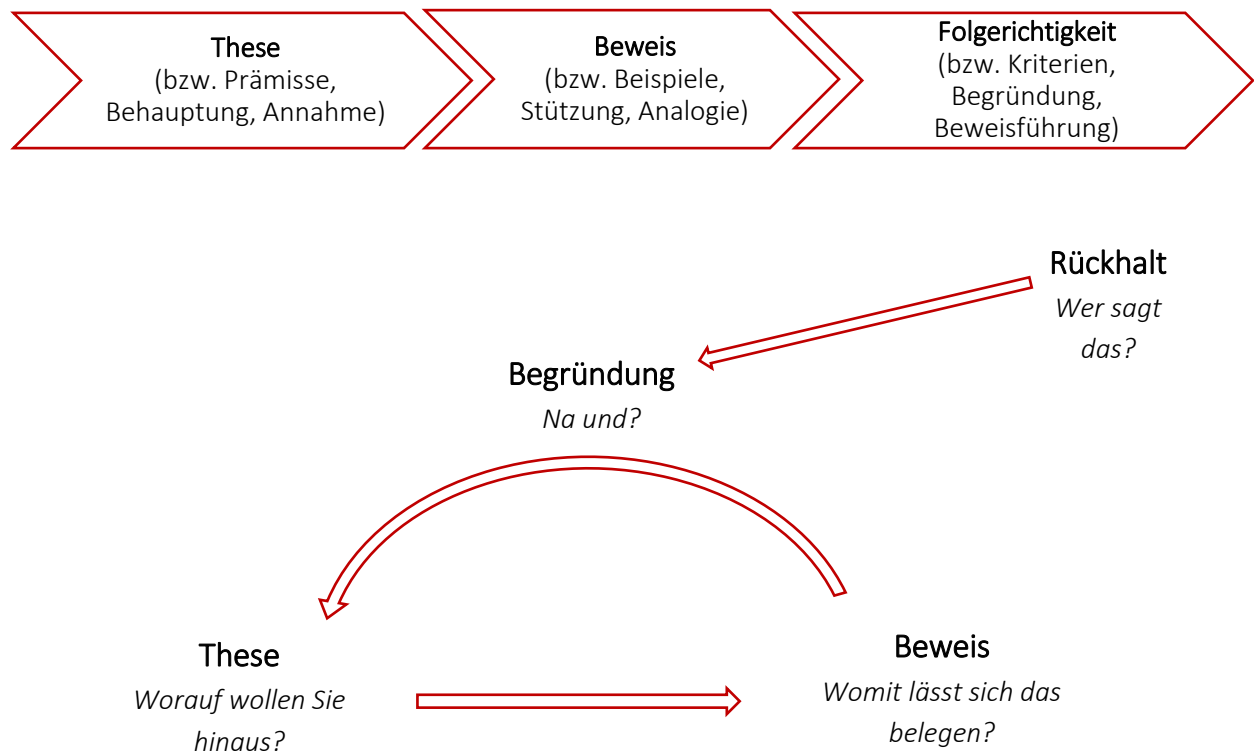 These
(bzw. Prämisse,
Behauptung, Annahme)
Beweis
(bzw. Beispiele,
Stützung, Analogie)
Folgerichtigkeit
(bzw. Kriterien,
Begründung,
Beweisführung)
Rückhalt
Wer sagt
das?
Begründung
Na und?
These
Worauf wollen Sie
hinaus?
Beweis
Womit lässt sich das
belegen?